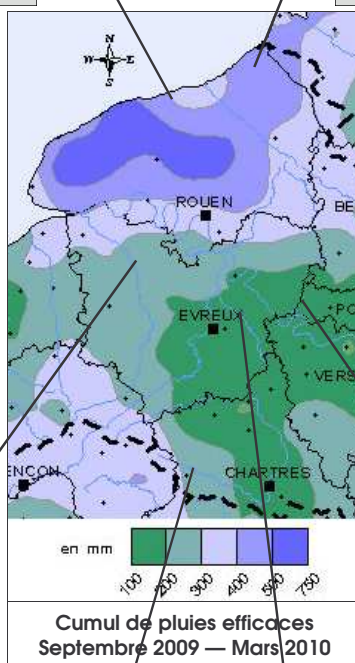 N
W E
S
ROUEN
BE
EVREUX
PO
VERS
ENCON
CHARTRES
en mm
100 200 300 400 500 750
Cumul de pluies efficaces
Septembre 2009 — Mars 2010